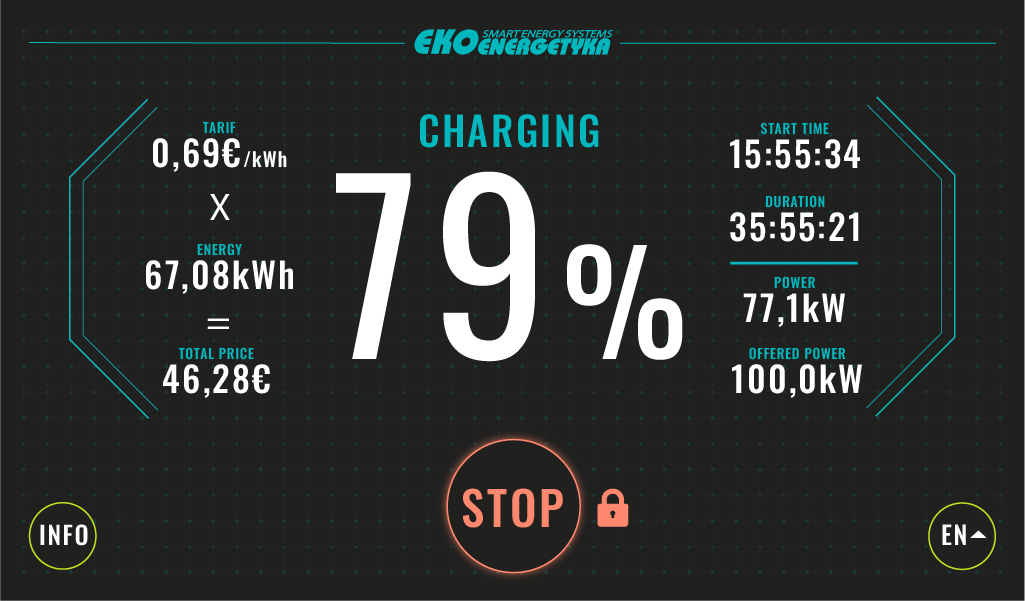 EKO SMART ENERGY SYSTEMS
ENERGETYKA
CHARGING
79%
TARIF
0,69€/kWh
X
ENERGY
67,08kWh
=
TOTAL PRICE
46,28€
START TIME
15:55:34
DURATION
35:55:21
POWER
77,1kW
OFFERED POWER
100,0kW
STOP
INFO
EN